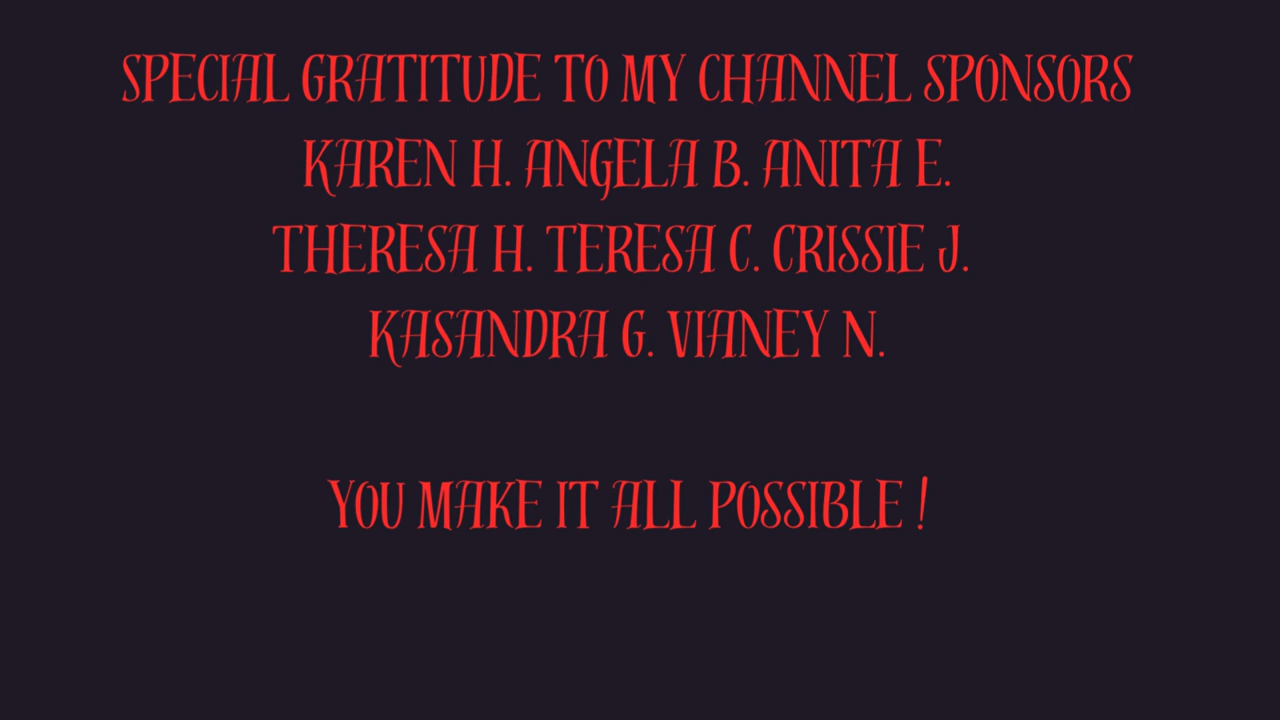 SPECIAL GRATITUDE TO MY CHANNEL SPONSORS
KAREN H. ANGELA B. ANITA E.
THERESA H. TERESA C. CRISSIE J.
KASANDRA G. VIANEY N.
YOU MAKE IT ALL POSSIBLE !